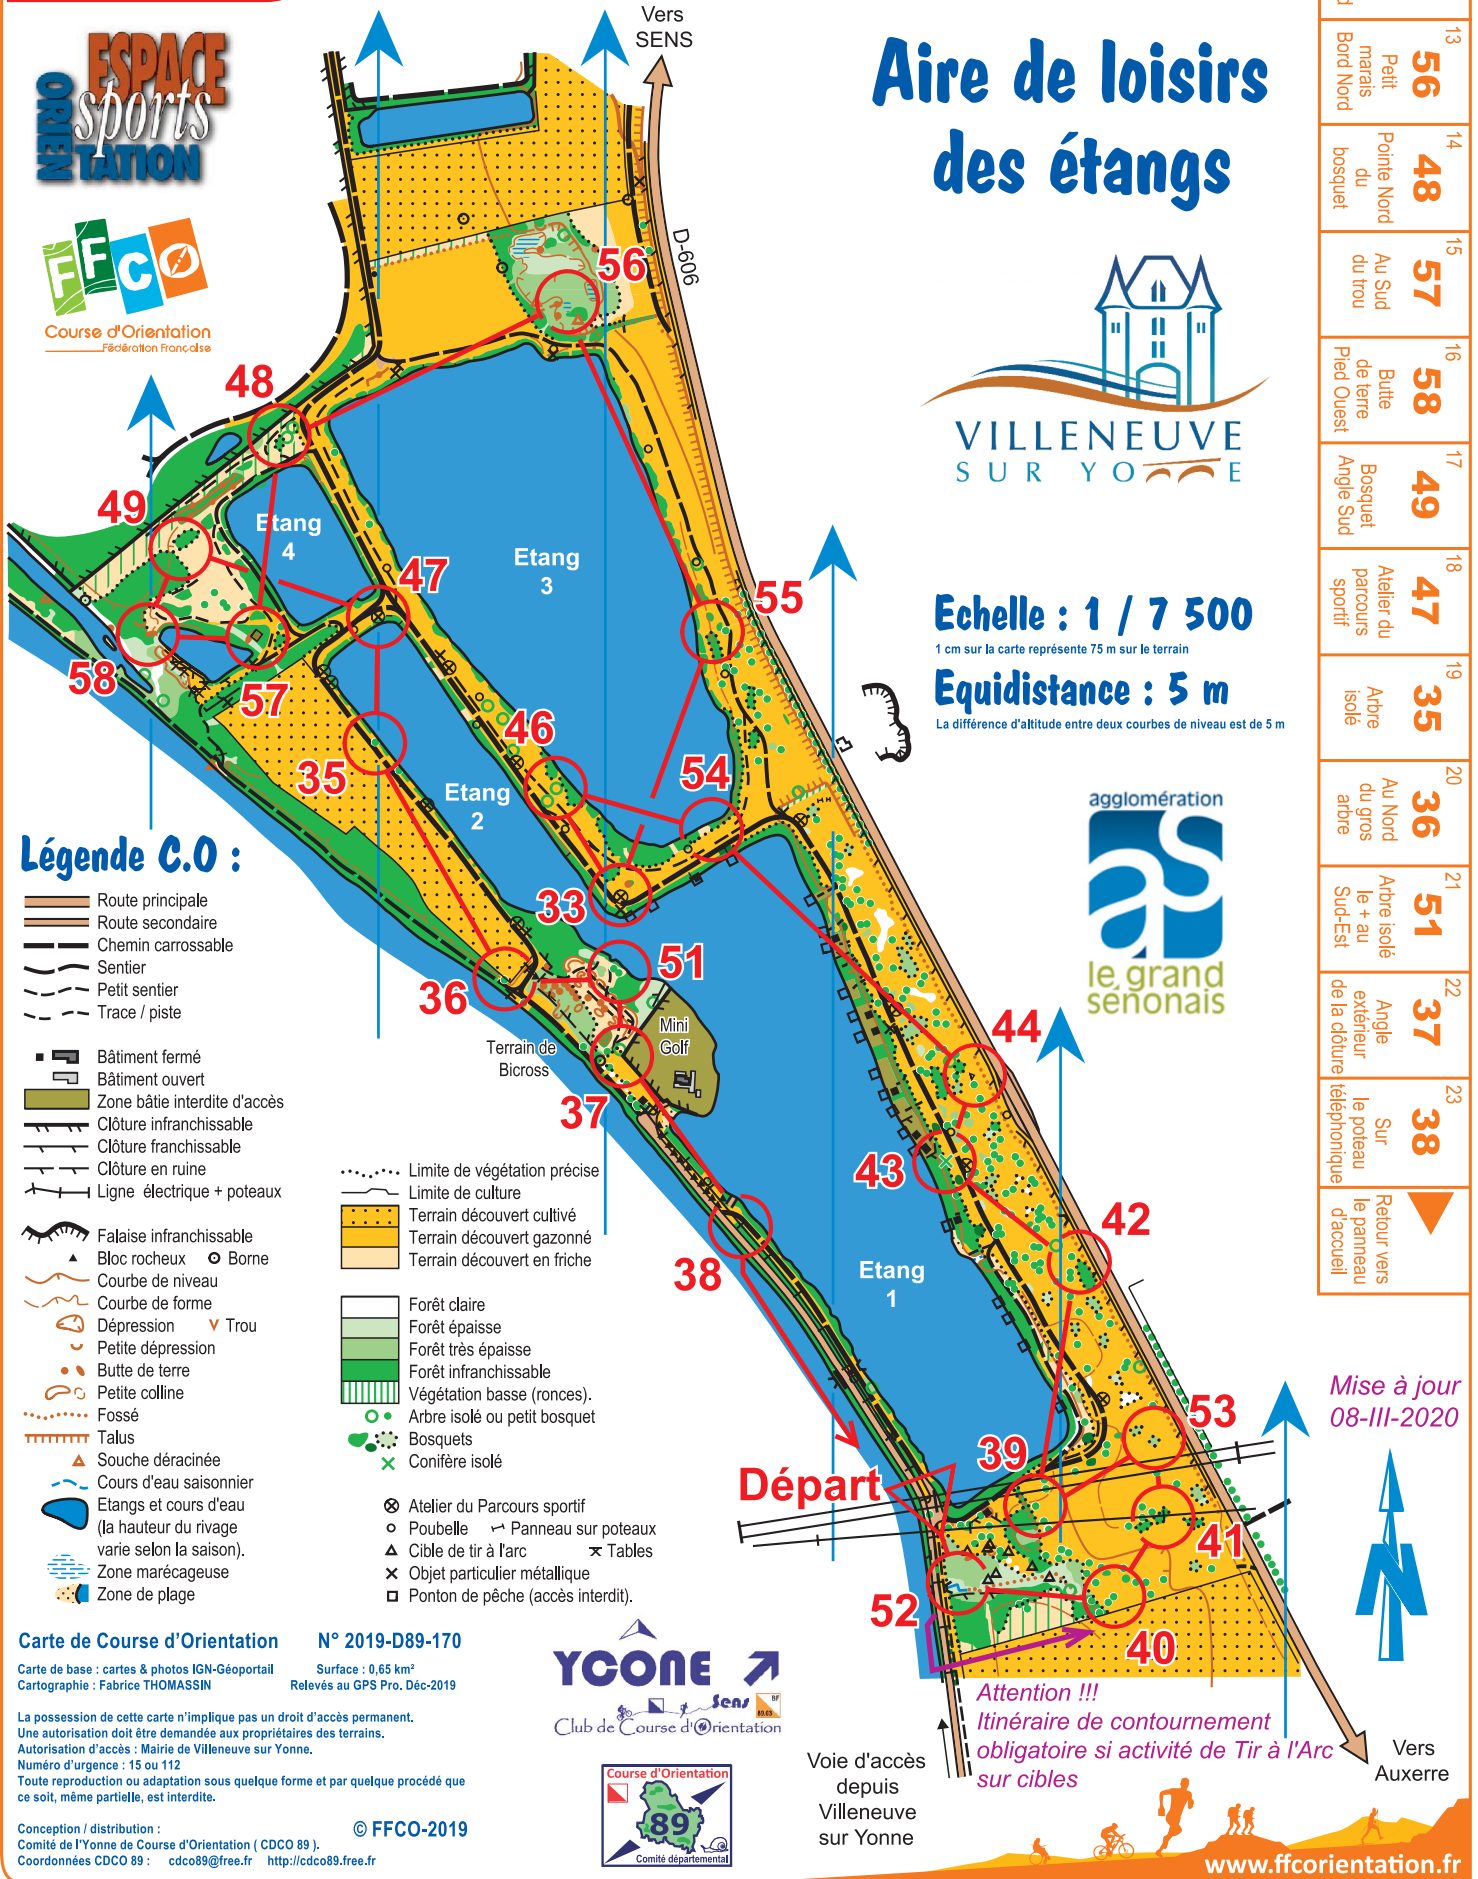 ESPACE
sports
ORIEN
TATION
FFCO
Course d'Orientation
Fédération Française
Vers
SENS
D-606
Aire de loisirs
des étangs
VILLENEUVE
SUR YONNE
Echelle : 1 / 7 500
1 cm sur la carte représente 75 m sur le terrain
Equidistance : 5 m
La différence d'altitude entre deux courbes de niveau est de 5 m
agglomération
as
le grand
sénonais
13
56
Petit
marais
Bord Nord
14
48
Pointe Nord
du
bosquet
15
57
Au Sud
du trou
16
58
Butte
de terre
Pied Ouest
17
49
Bosquet
Angle Sud
18
47
Atelier du
parcours
sportif
19
35
Arbre
isolé
20
36
Au Nord
du gros
arbre
21
51
Arbre isolé
le + au
Sud-Est
22
37
Angle
extérieur
de la clôture
23
38
Sur
le poteau
téléphonique
Retour vers
le panneau
d'accueil
56
48
49
Etang
4
47
Etang
3
55
58
57
46
35
54
Etang
2
33
51
36
Mini
Golf
Terrain de
Bicross
44
37
43
42
38
Etang
1
53
39
Départ
41
52
40
Mise à jour
08-III-2020
N
Légende C.O :
Route principale
Route secondaire
Chemin carrossable
Sentier
Petit sentier
Trace / piste
Bâtiment fermé
Bâtiment ouvert
Zone bâtie interdite d'accès
Clôture infranchissable
Clôture franchissable
Clôture en ruine
Ligne électrique + poteaux
Falaise infranchissable
Bloc rocheux Borne
Courbe de niveau
Courbe de forme
Dépression Trou
Petite dépression
Butte de terre
Petite colline
Fossé
Talus
Souche déracinée
Cours d'eau saisonnier
Etangs et cours d'eau
(la hauteur du rivage
varie selon la saison).
Zone marécageuse
Zone de plage
Limite de végétation précise
Limite de culture
Terrain découvert cultivé
Terrain découvert gazonné
Terrain découvert en friche
Forêt claire
Forêt épaisse
Forêt très épaisse
Forêt infranchissable
Végétation basse (ronces).
Arbre isolé ou petit bosquet
Bosquets
Conifère isolé
Atelier du Parcours sportif
Poubelle Panneau sur poteaux
Cible de tir à l'arc Tables
Objet particulier métallique
Ponton de pêche (accès interdit).
Carte de Course d'Orientation N° 2019-D89-170
Carte de base : cartes & photos IGN-Géoportail Surface : 0,65 km²
Cartographie : Fabrice THOMASSIN Relevés au GPS Pro. Déc-2019
La possession de cette carte n'implique pas un droit d'accès permanent.
Une autorisation doit être demandée aux propriétaires des terrains.
Autorisation d'accès : Mairie de Villeneuve sur Yonne.
Numéro d'urgence : 15 ou 112
Toute reproduction ou adaptation sous quelque forme et par quelque procédé que
ce soit, même partielle, est interdite.
Conception / distribution : © FFCO-2019
Comité de l'Yonne de Course d'Orientation ( CDCO 89 ).
Coordonnées CDCO 89 : cdco89@free.fr http://cdco89.free.fr
YCONE
Sens
BF
89.03
Club de Course d'Orientation
Course d'Orientation
89
Comité départemental
Attention !!!
Itinéraire de contournement
obligatoire si activité de Tir à l'Arc
sur cibles
Voie d'accès
depuis
Villeneuve
sur Yonne
Vers
Auxerre
www.ffcorientation.fr